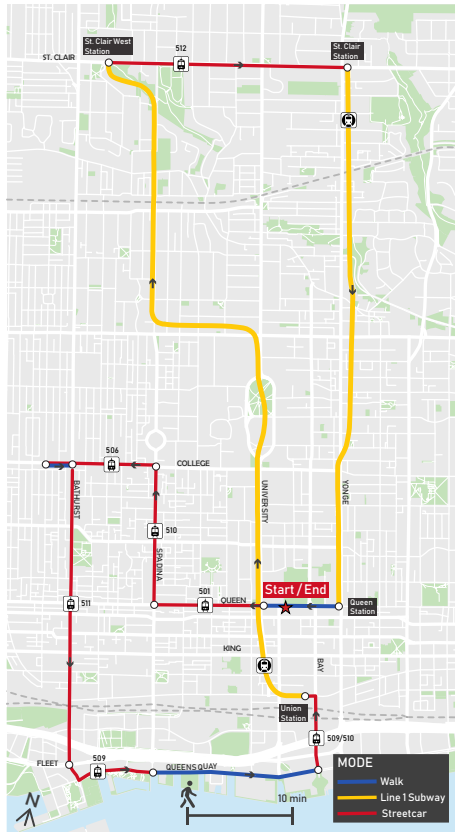 St. Clair West
Station
512
St. Clair
Station
ST. CLAIR
506
COLLEGE
BATHURST
UNIVERSITY
YONGE
510
SPADINA
Start / End
501
QUEEN
511
Queen
Station
KING
BAY
Union
Station
509/510
FLEET
509
QUEENS QUAY
N
10 min
MODE
Walk
Line 1 Subway
Streetcar